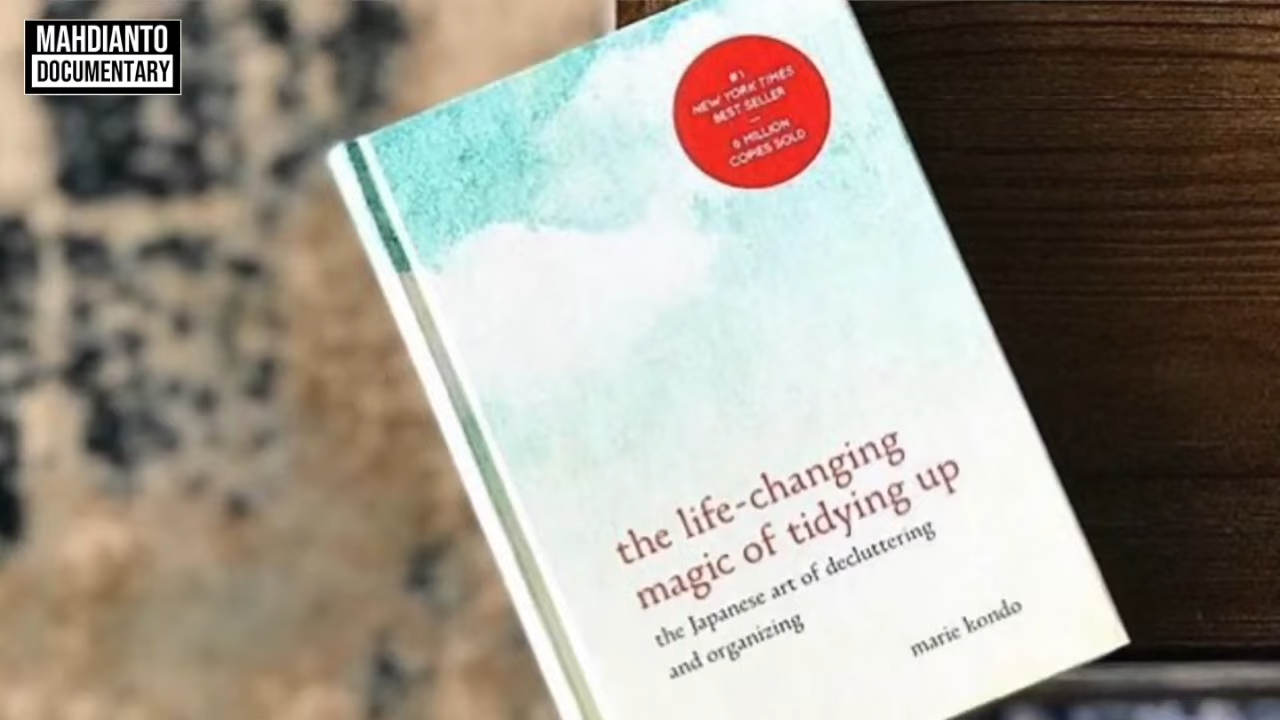 MAHDIANTO
DOCUMENTARY
#1
NEW YORK TIMES
BEST SELLER
6 MILLION
COPIES SOLD
the life-changing
magic of tidying up
the Japanese art of decluttering
and organizing
marie kondo